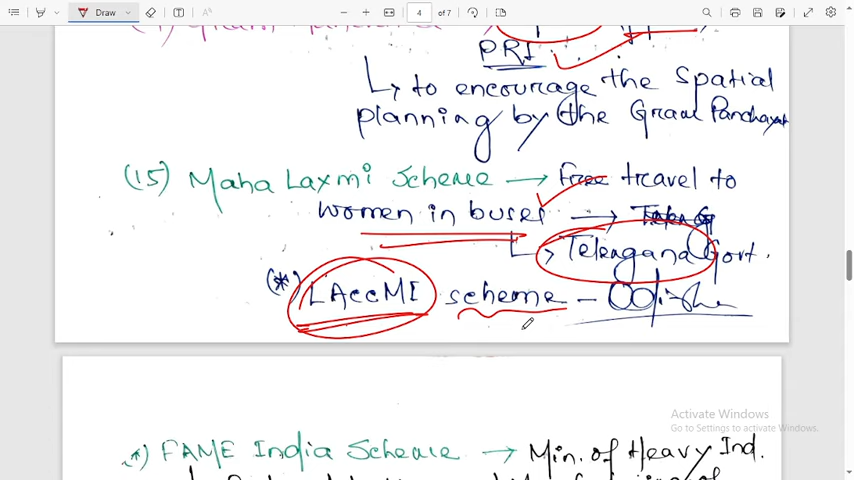 Draw
4
of 7
PRI
↳ to encourage the Spatial
planning by the Gram Panchayat
(15) Maha Laxmi Scheme → Free travel to
women in buses →
↳ Telengana Govt.
(*) LAccMI scheme -
Activate Windows
Go to Settings to activate Windows.
*) FAME India Scheme → Min. of Heavy Ind.